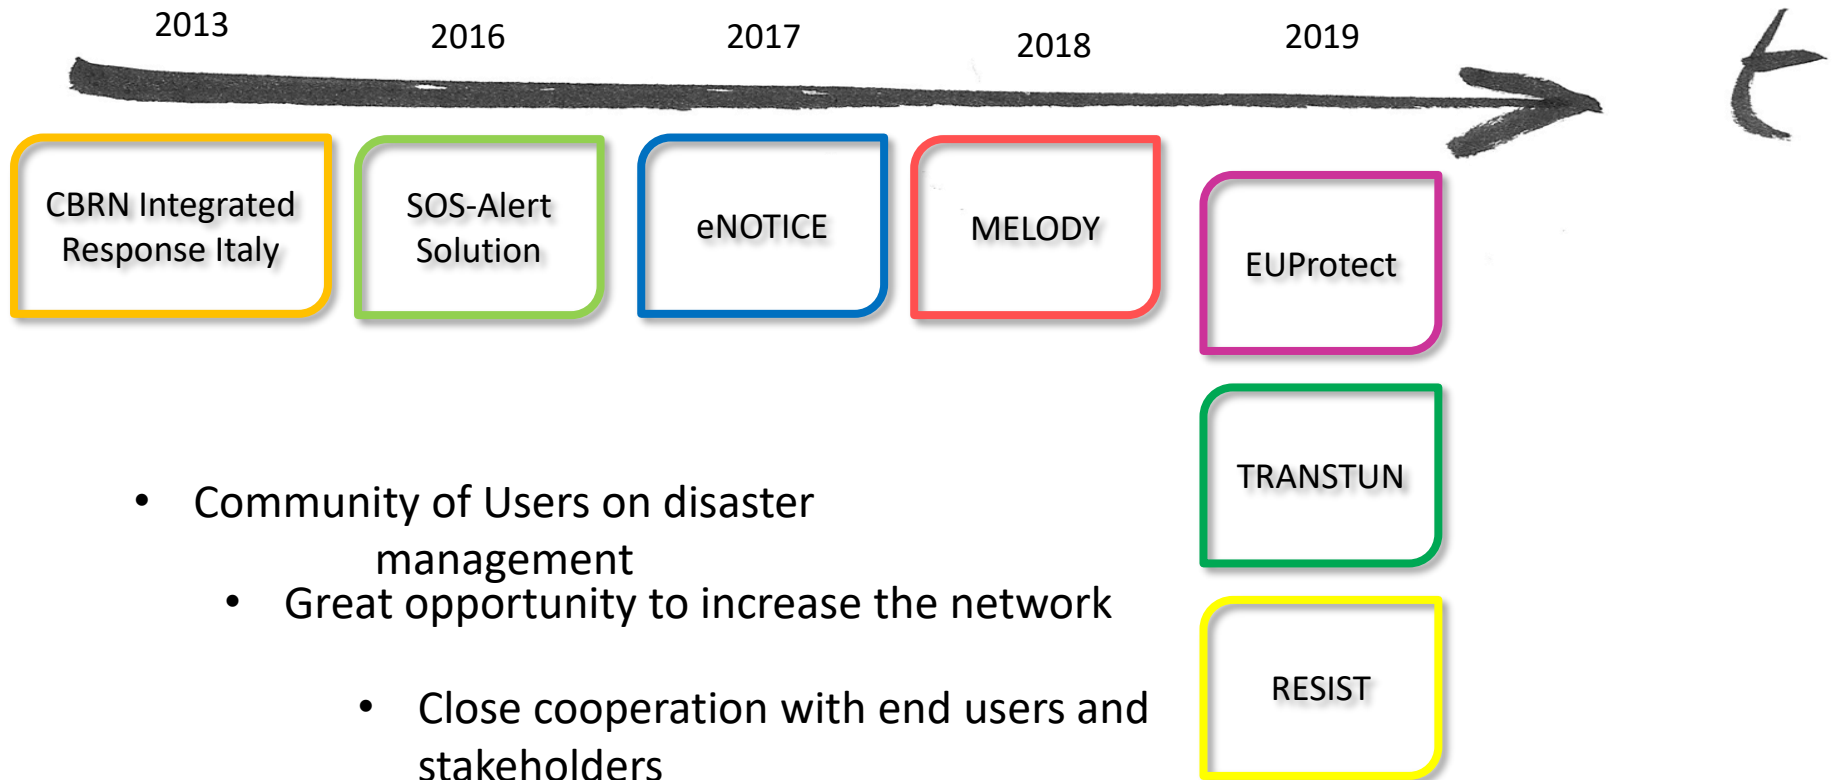 2013
2016
2017
2018
2019
t
CBRN Integrated
Response Italy
SOS-Alert
Solution
eNOTICE
MELODY
EUProtect
TRANSTUN
RESIST
• Community of Users on disaster
management
• Great opportunity to increase the network
• Close cooperation with end users and
stakeholders